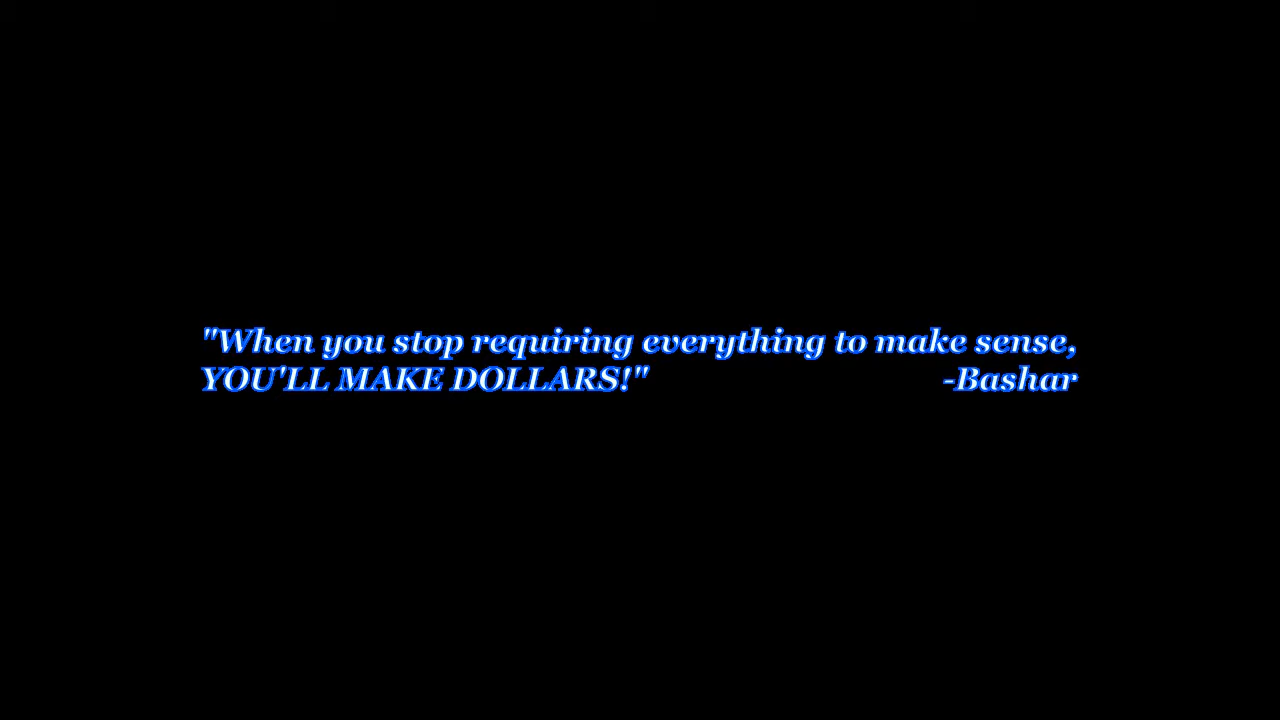 "When you stop requiring everything to make sense,
YOU'LL MAKE DOLLARS!" -Bashar